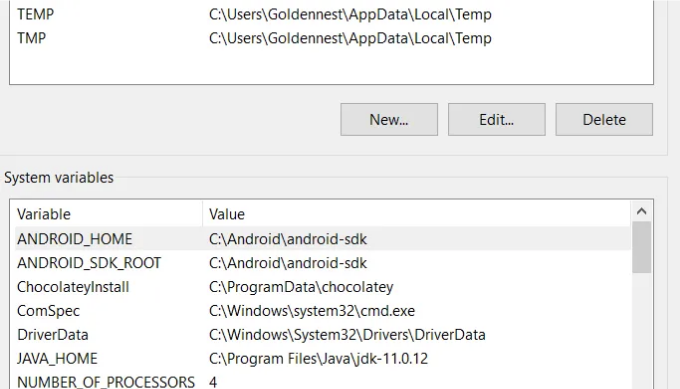 TEMP C:\Users\Goldennest\AppData\Local\Temp
TMP C:\Users\Goldennest\AppData\Local\Temp
New... Edit... Delete
System variables
Variable Value
ANDROID_HOME C:\Android\android-sdk
ANDROID_SDK_ROOT C:\Android\android-sdk
ChocolateyInstall C:\ProgramData\chocolatey
ComSpec C:\Windows\system32\cmd.exe
DriverData C:\Windows\System32\Drivers\DriverData
JAVA_HOME C:\Program Files\Java\jdk-11.0.12
NUMBER_OF_PROCESSORS 4